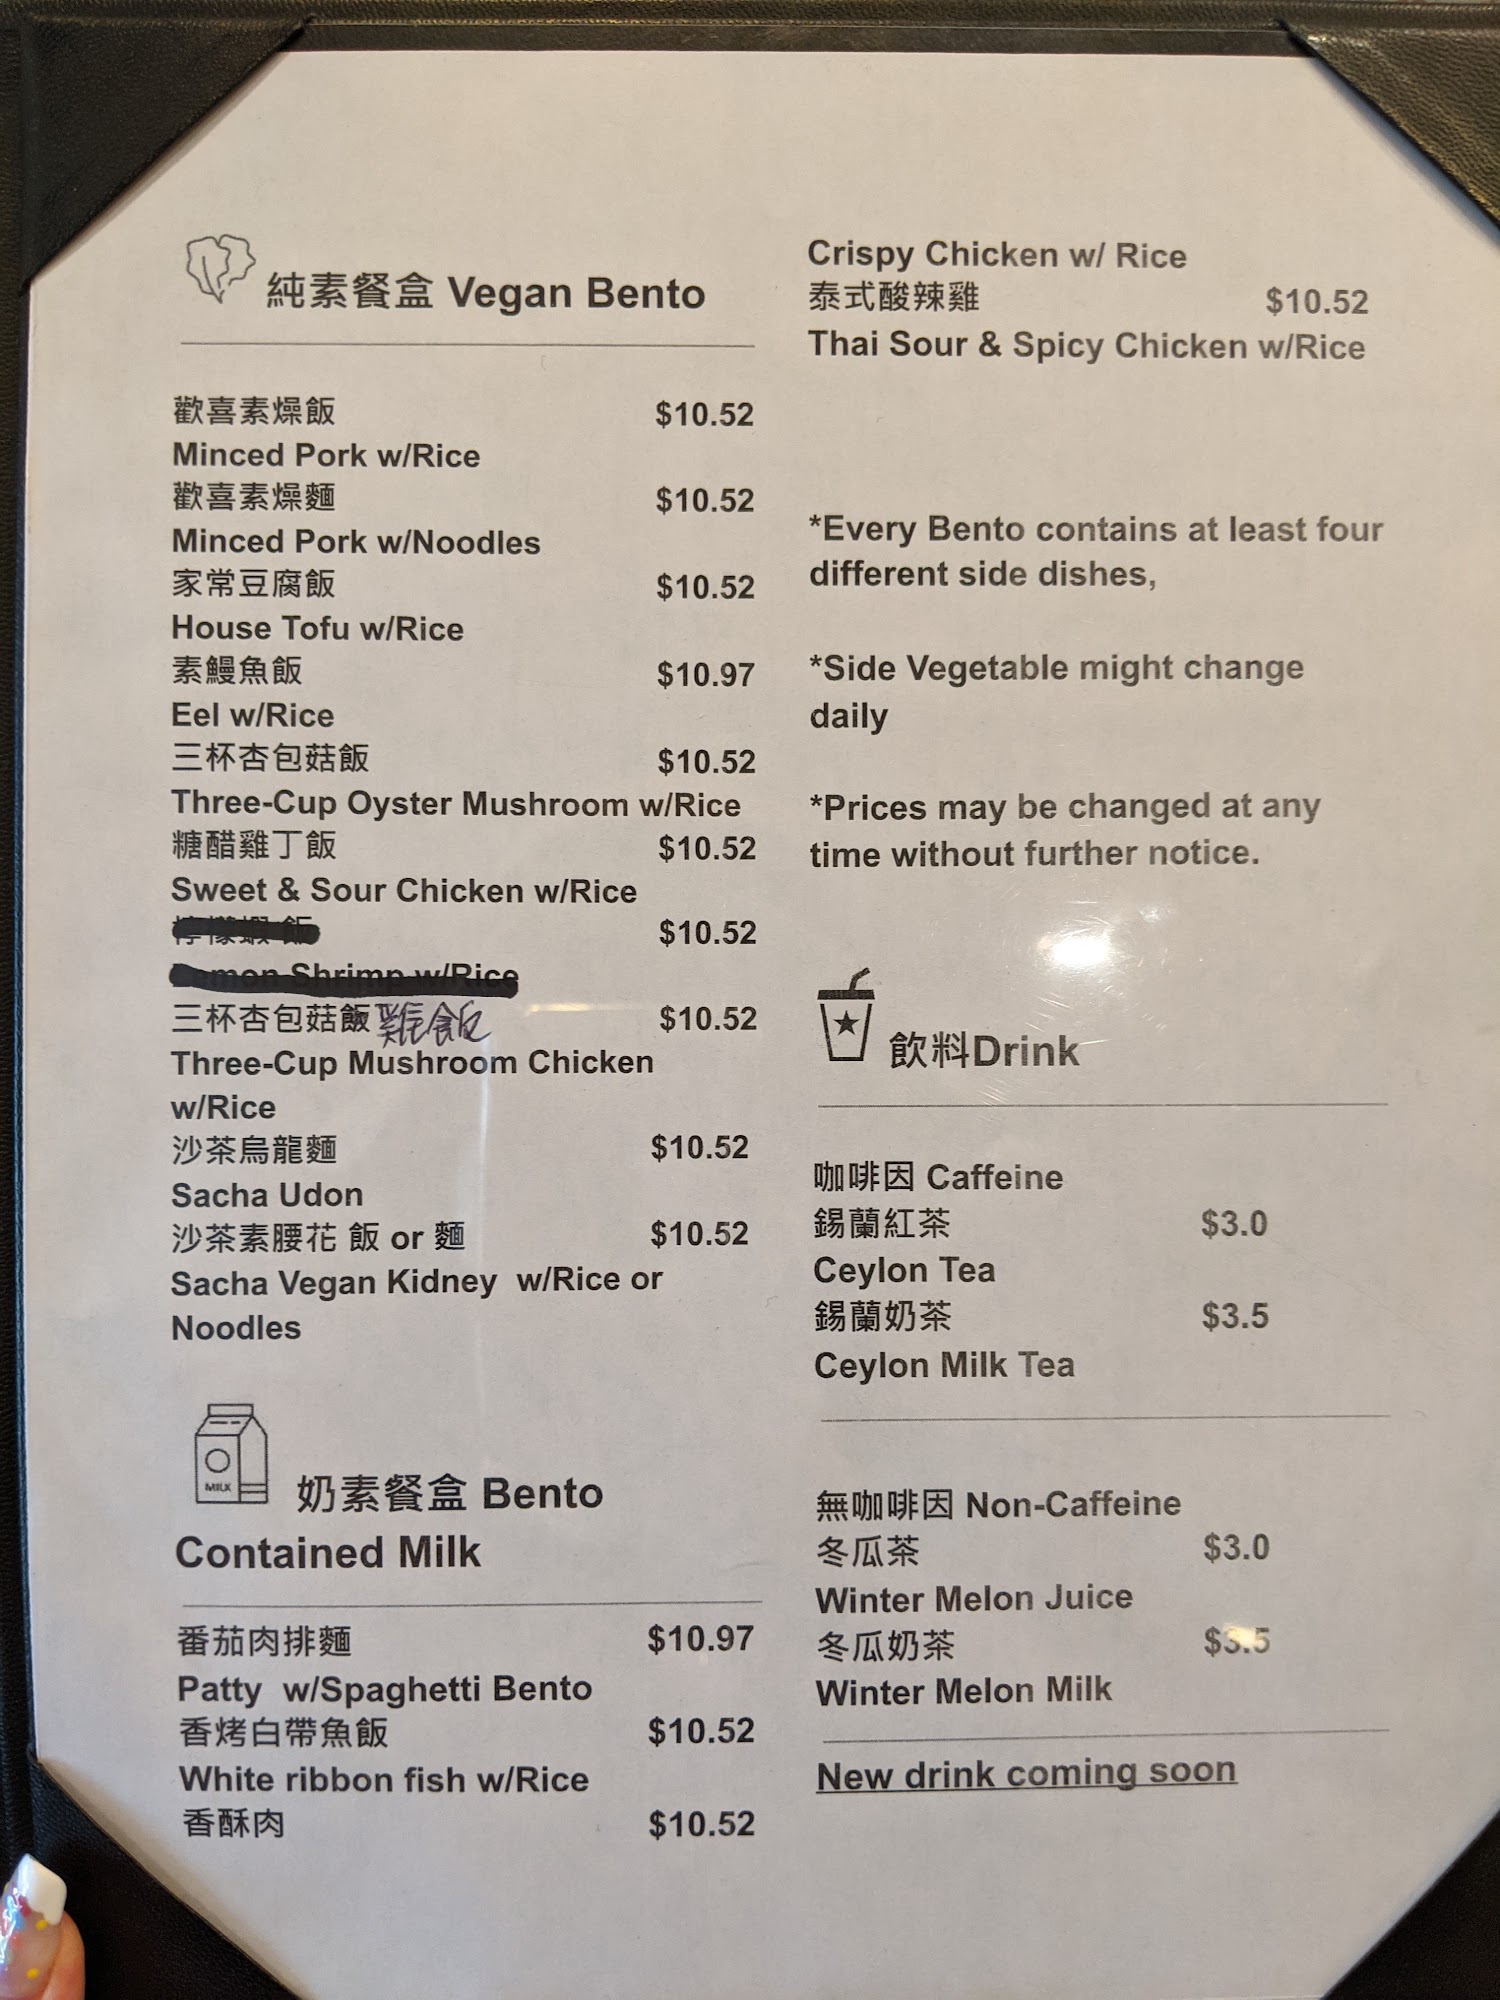 純素餐盒 Vegan Bento
歡喜素燥飯 $10.52
Minced Pork w/Rice
歡喜素燥麵 $10.52
Minced Pork w/Noodles
家常豆腐飯 $10.52
House Tofu w/Rice
素鰻魚飯 $10.97
Eel w/Rice
三杯杏包菇飯 $10.52
Three-Cup Oyster Mushroom w/Rice
糖醋雞丁飯 $10.52
Sweet & Sour Chicken w/Rice
檸檬蝦 飯 $10.52
Lemon Shrimp w/Rice
三杯杏包菇飯 雞飯 $10.52
Three-Cup Mushroom Chicken
w/Rice
沙茶烏龍麵 $10.52
Sacha Udon
沙茶素腰花 飯 or 麵 $10.52
Sacha Vegan Kidney w/Rice or
Noodles
MILK
奶素餐盒 Bento
Contained Milk
番茄肉排麵 $10.97
Patty w/Spaghetti Bento
香烤白帶魚飯 $10.52
White ribbon fish w/Rice
香酥肉 $10.52
Crispy Chicken w/ Rice
泰式酸辣雞 $10.52
Thai Sour & Spicy Chicken w/Rice
*Every Bento contains at least four
different side dishes,
*Side Vegetable might change
daily
*Prices may be changed at any
time without further notice.
飲料Drink
咖啡因 Caffeine
錫蘭紅茶 $3.0
Ceylon Tea
錫蘭奶茶 $3.5
Ceylon Milk Tea
無咖啡因 Non-Caffeine
冬瓜茶 $3.0
Winter Melon Juice
冬瓜奶茶 $3.5
Winter Melon Milk
New drink coming soon